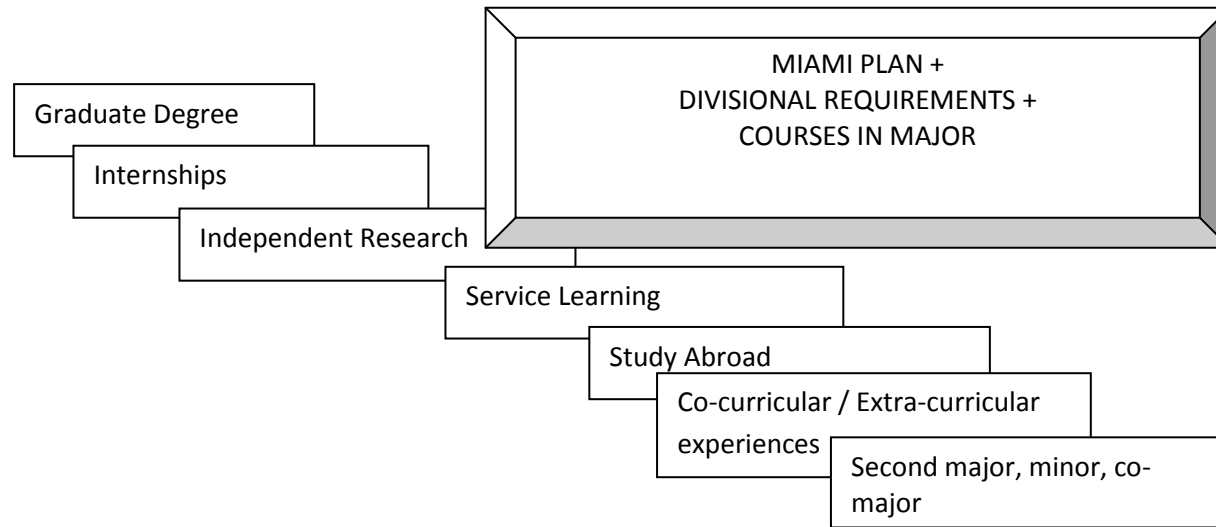 MIAMI PLAN +
DIVISIONAL REQUIREMENTS +
COURSES IN MAJOR
Graduate Degree
Internships
Independent Research
Service Learning
Study Abroad
Co-curricular / Extra-curricular
experiences
Second major, minor, co-
major